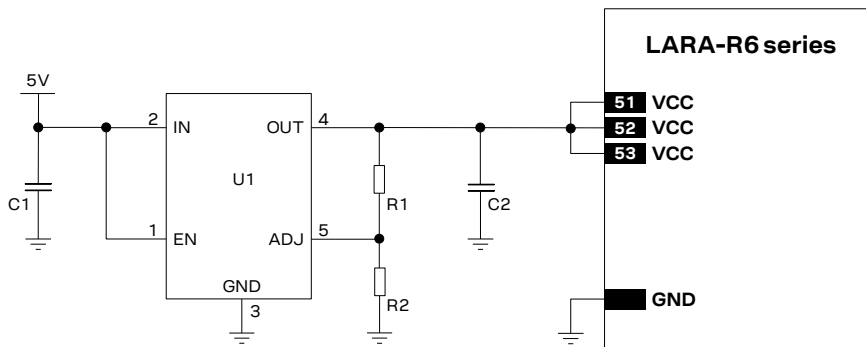 LARA-R6 series
5V
51 VCC
2 IN OUT 4
52 VCC
53 VCC
U1
C1
R1
C2
1 EN ADJ 5
GND
3
R2
GND